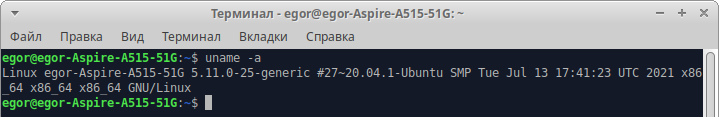 Терминал - egor@egor-Aspire-A515-51G: ~
Файл Правка Вид Терминал Вкладки Справка
egor@egor-Aspire-A515-51G:~$ uname -a
Linux egor-Aspire-A515-51G 5.11.0-25-generic #27~20.04.1-Ubuntu SMP Tue Jul 13 17:41:23 UTC 2021 x86
_64 x86_64 x86_64 GNU/Linux
egor@egor-Aspire-A515-51G:~$